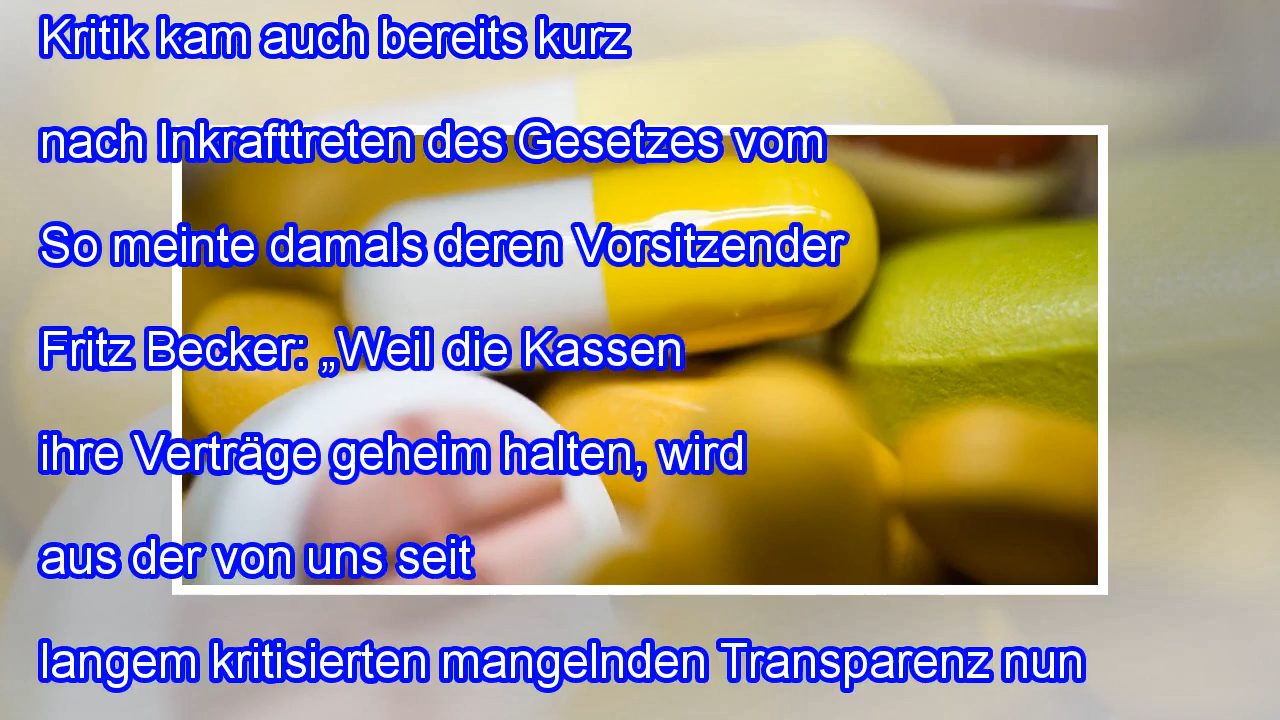 Kritik kam auch bereits kurz
nach Inkrafttreten des Gesetzes vom
So meinte damals deren Vorsitzender
Fritz Becker: „Weil die Kassen
ihre Verträge geheim halten, wird
aus der von uns seit
langem kritisierten mangelnden Transparenz nun